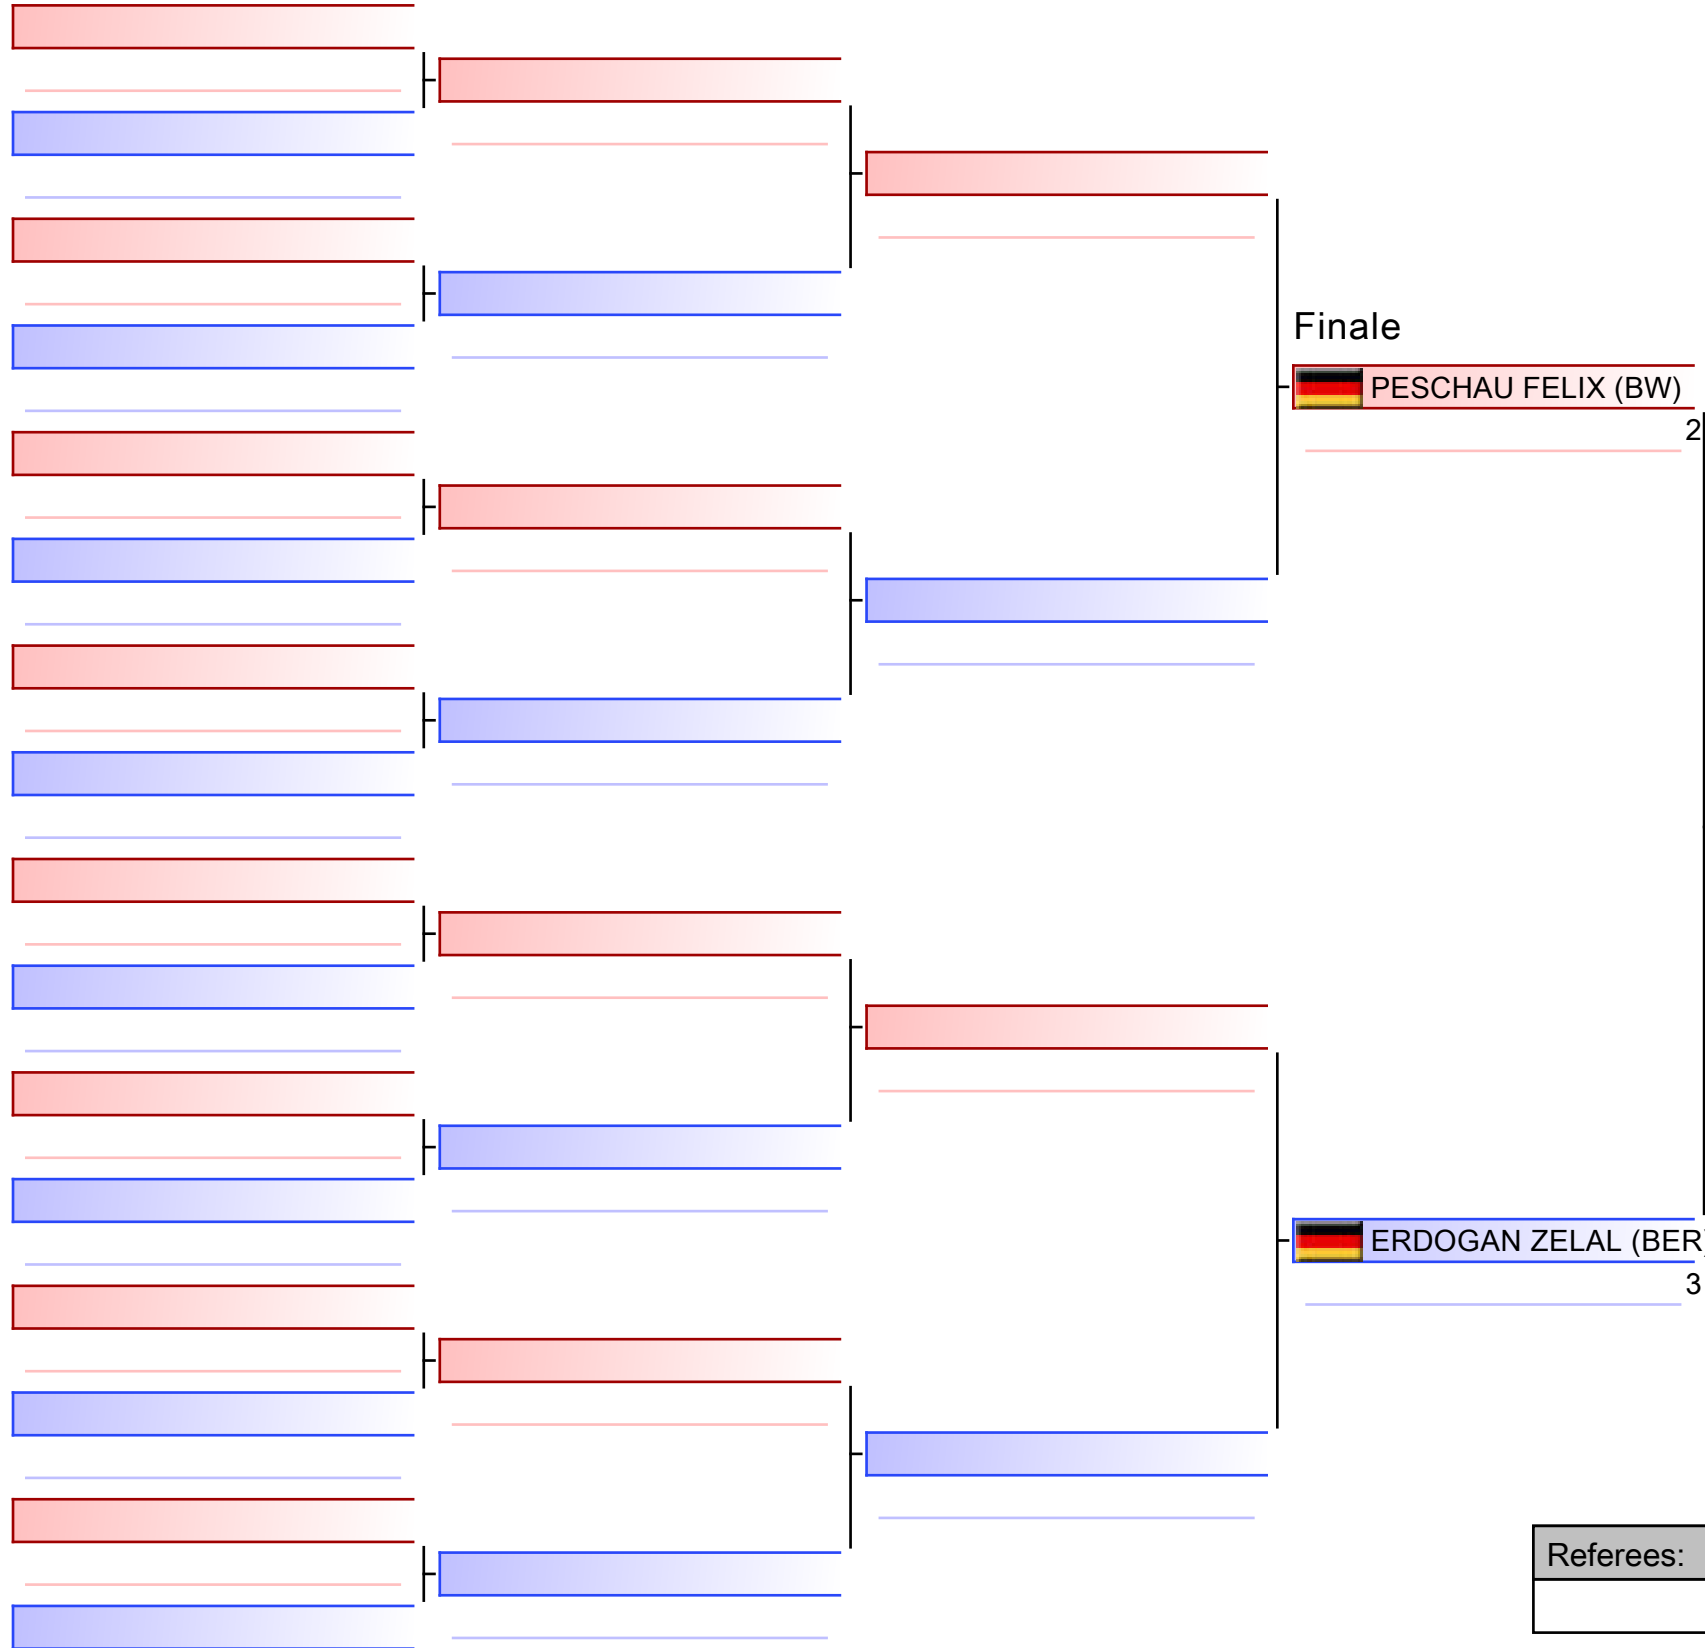 Finale
PESCHAU FELIX (BW)
2
ERDOGAN ZELAL (BER)
3
Referees: